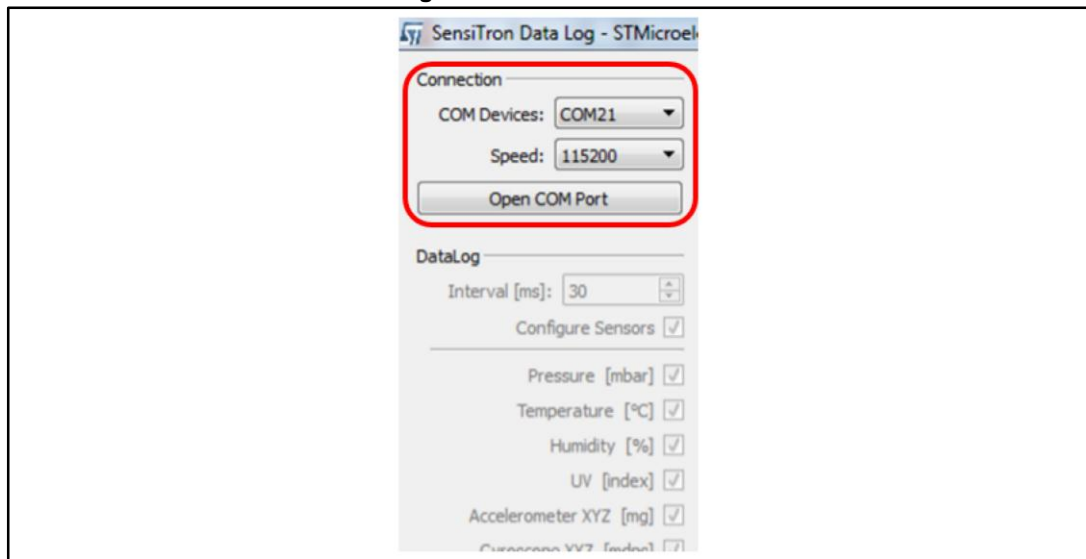 SensiTron Data Log - STMicroel
Connection
COM Devices: COM21
Speed: 115200
Open COM Port
DataLog
Interval [ms]: 30
Configure Sensors
Pressure [mbar]
Temperature [°C]
Humidity [%]
UV [index]
Accelerometer XYZ [mg]